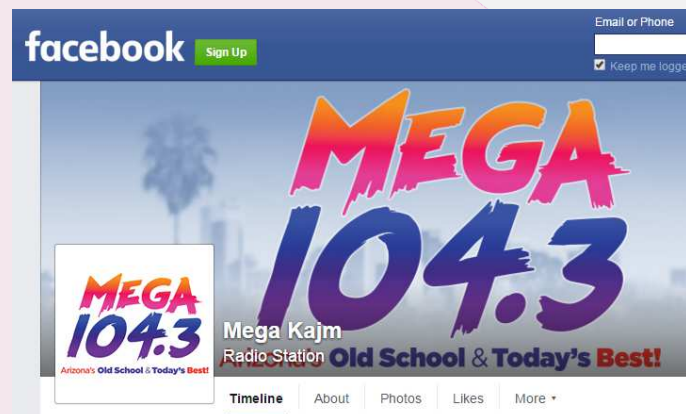 Email or Phone
facebook Sign Up
Keep me logge
MEGA
104.3
MEGA
104.3
Arizona's Old School & Today's Best!
Mega Kajm
Radio Station
Arizona's Old School & Today's Best!
Timeline About Photos Likes More